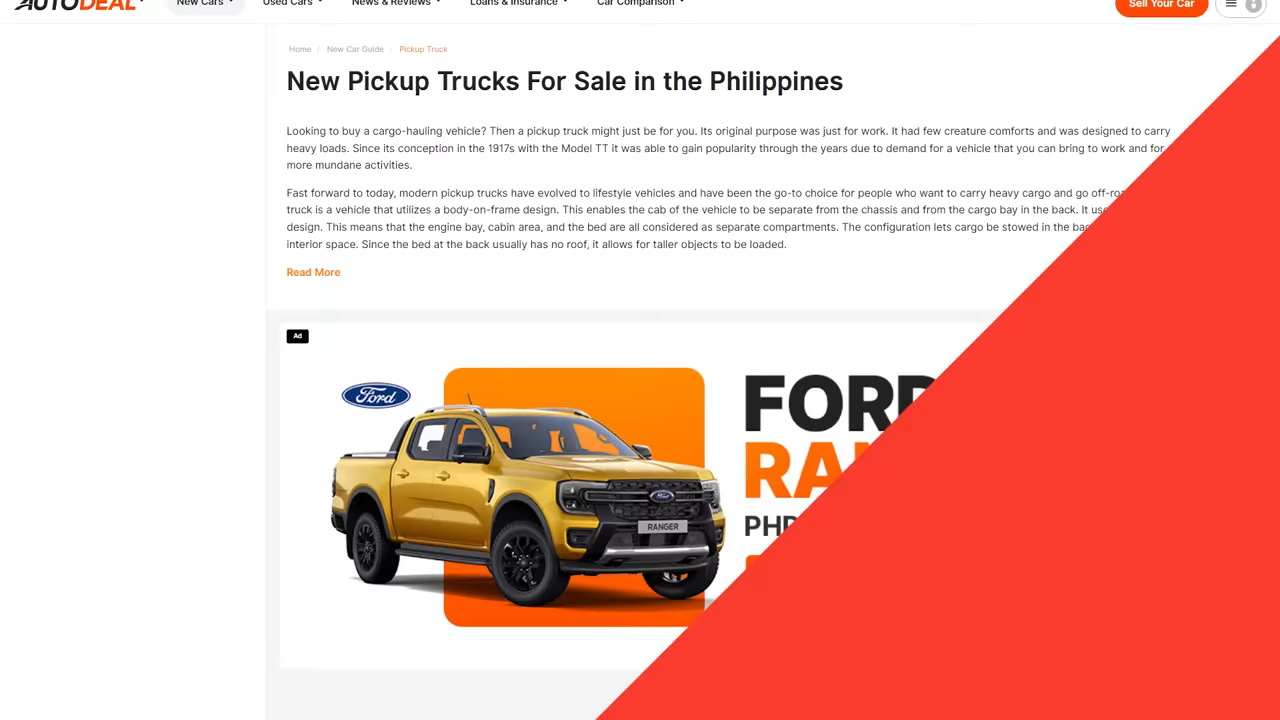 AUTODEAL
New Cars
Used Cars
News & Reviews
Loans & Insurance
Car Comparison
Sell Your Car
Home / New Car Guide / Pickup Truck
New Pickup Trucks For Sale in the Philippines
Looking to buy a cargo-hauling vehicle? Then a pickup truck might just be for you. Its original purpose was just for work. It had few creature comforts and was designed to carry
heavy loads. Since its conception in the 1917s with the Model TT it was able to gain popularity through the years due to demand for a vehicle that you can bring to work and for
more mundane activities.
Fast forward to today, modern pickup trucks have evolved to lifestyle vehicles and have been the go-to choice for people who want to carry heavy cargo and go
truck is a vehicle that utilizes a body-on-frame design. This enables the cab of the vehicle to be separate from the chassis and from the cargo bay in the back. It
design. This means that the engine bay, cabin area, and the bed are all considered as separate compartments. The configuration lets cargo be stowed in the
interior space. Since the bed at the back usually has no roof, it allows for taller objects to be loaded.
Read More
Ad
Ford
FORD
Ford
RANGER